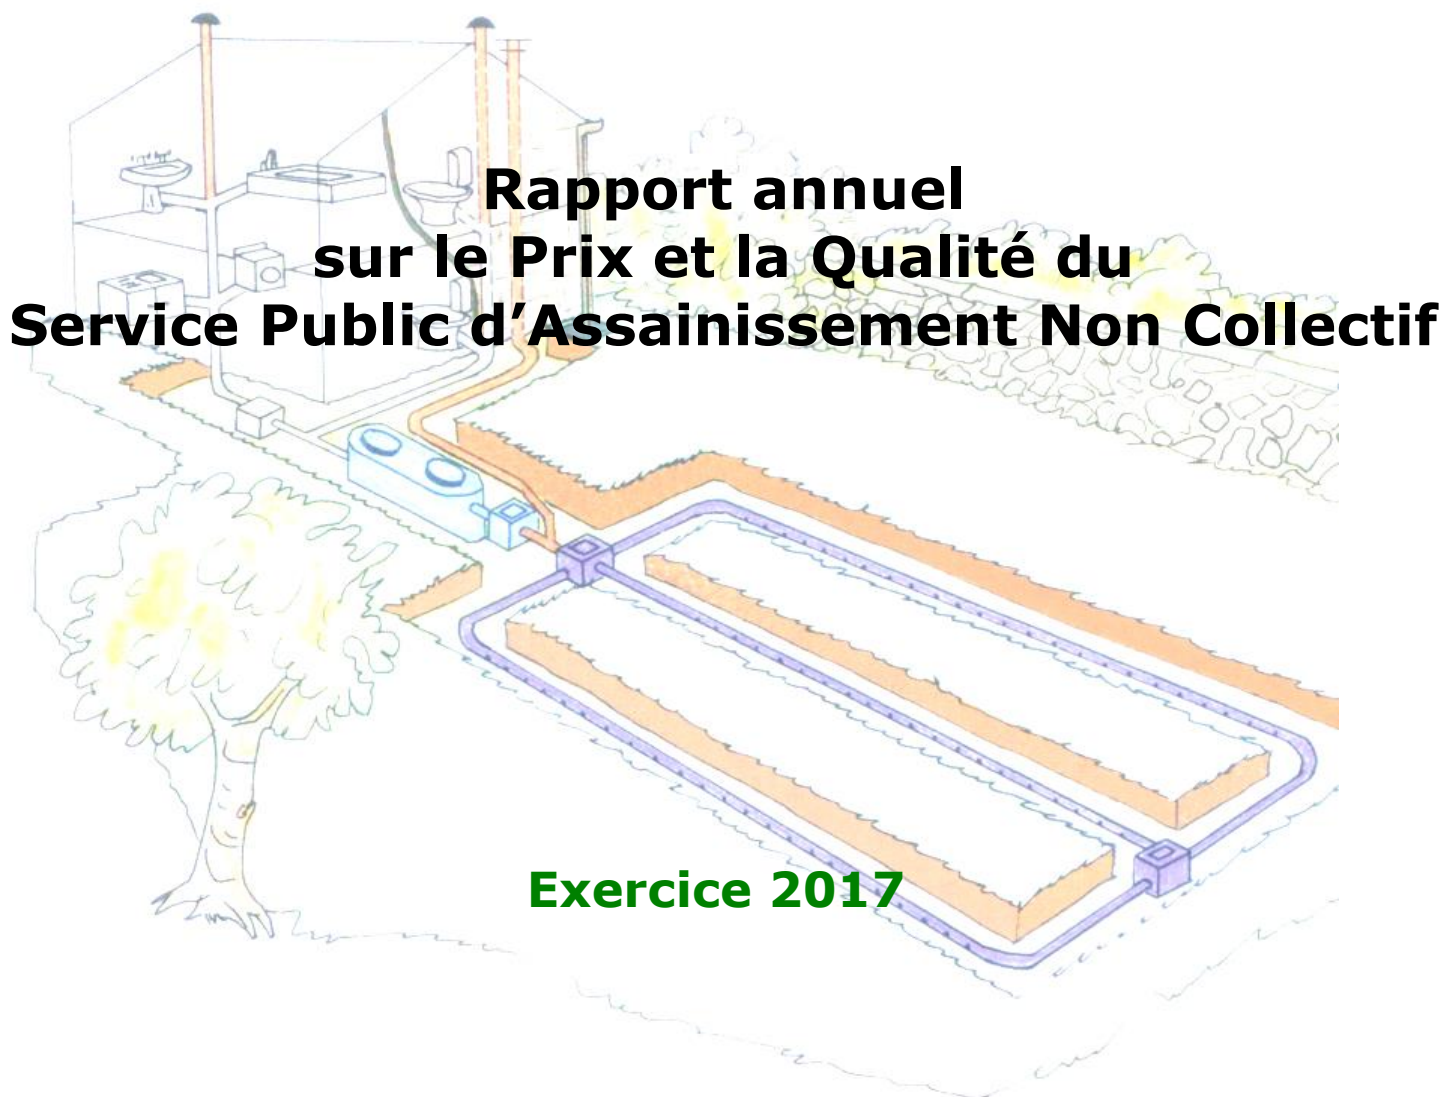 Rapport annuel
sur le Prix et la Qualité du
Service Public d’Assainissement Non Collectif
Exercice 2017